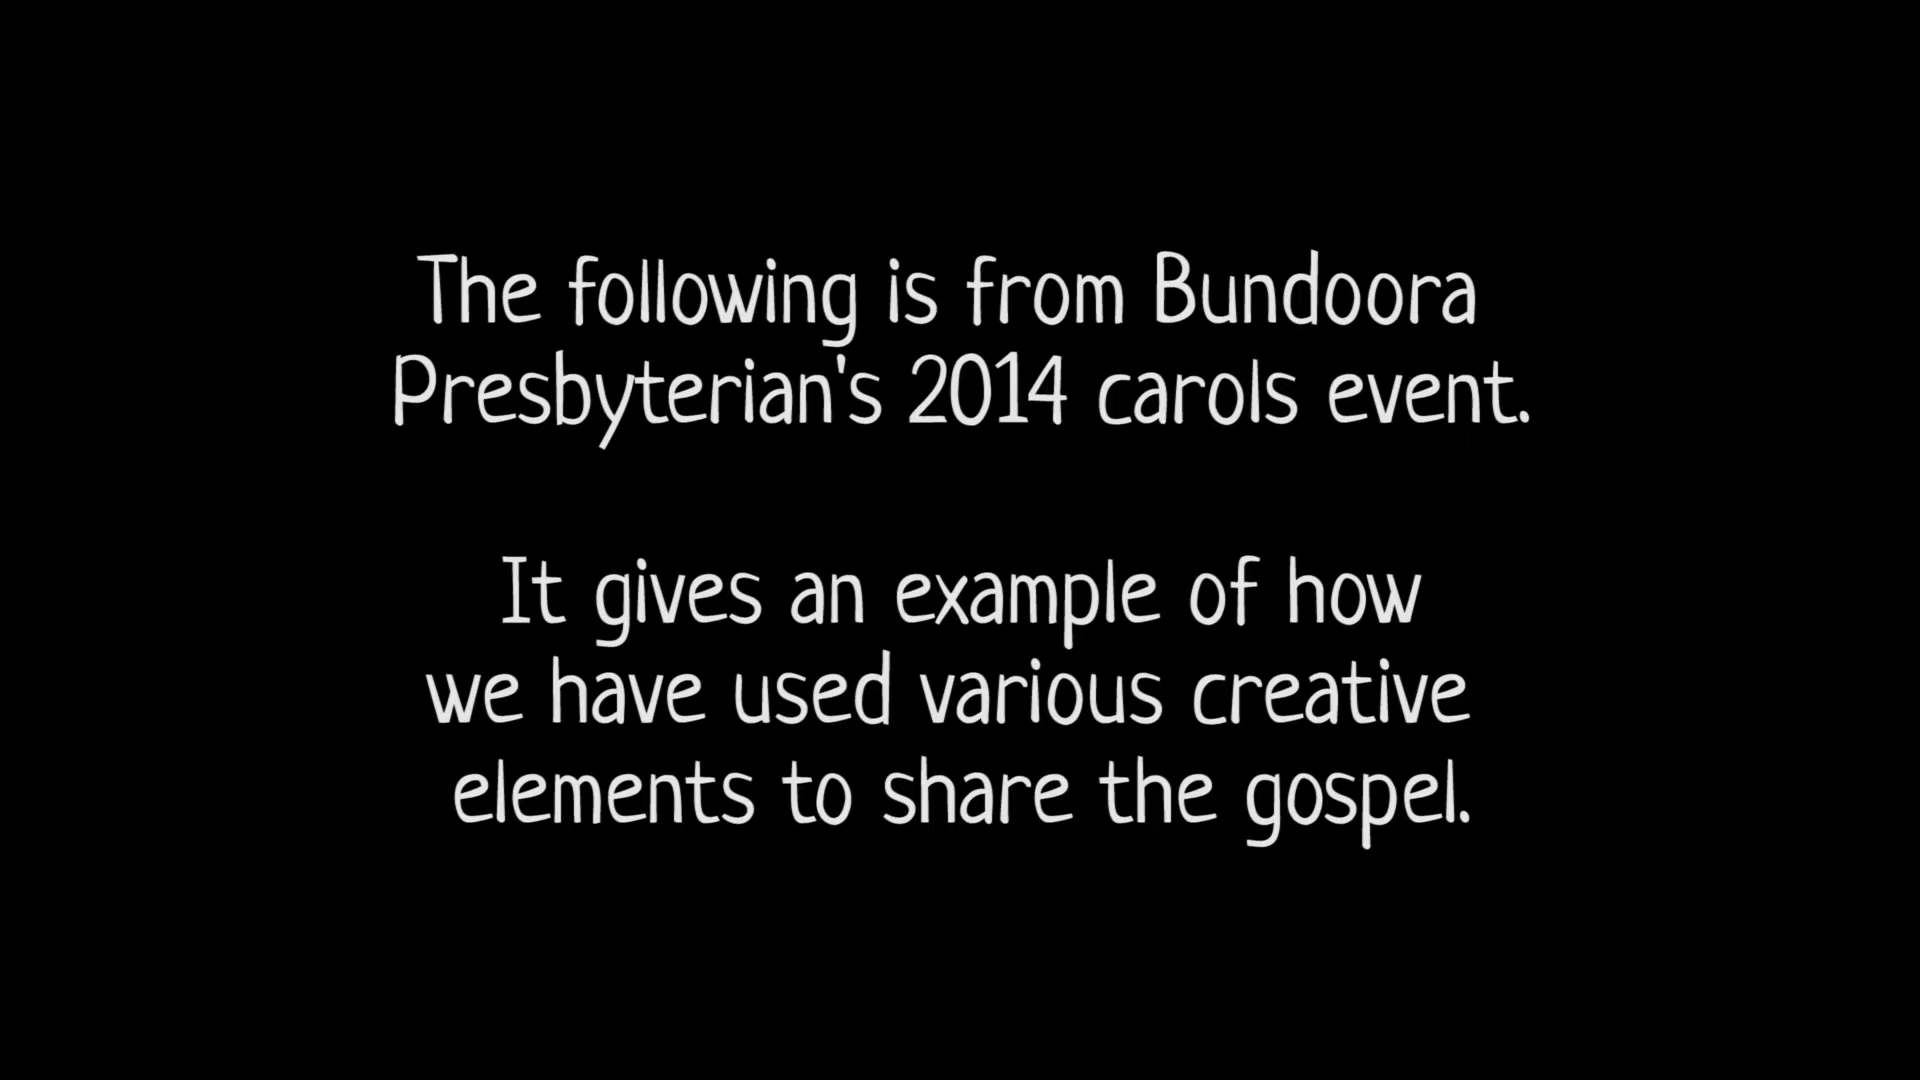 The following is from Bundoora
Presbyterian's 2014 carols event.
It gives an example of how
we have used various creative
elements to share the gospel.